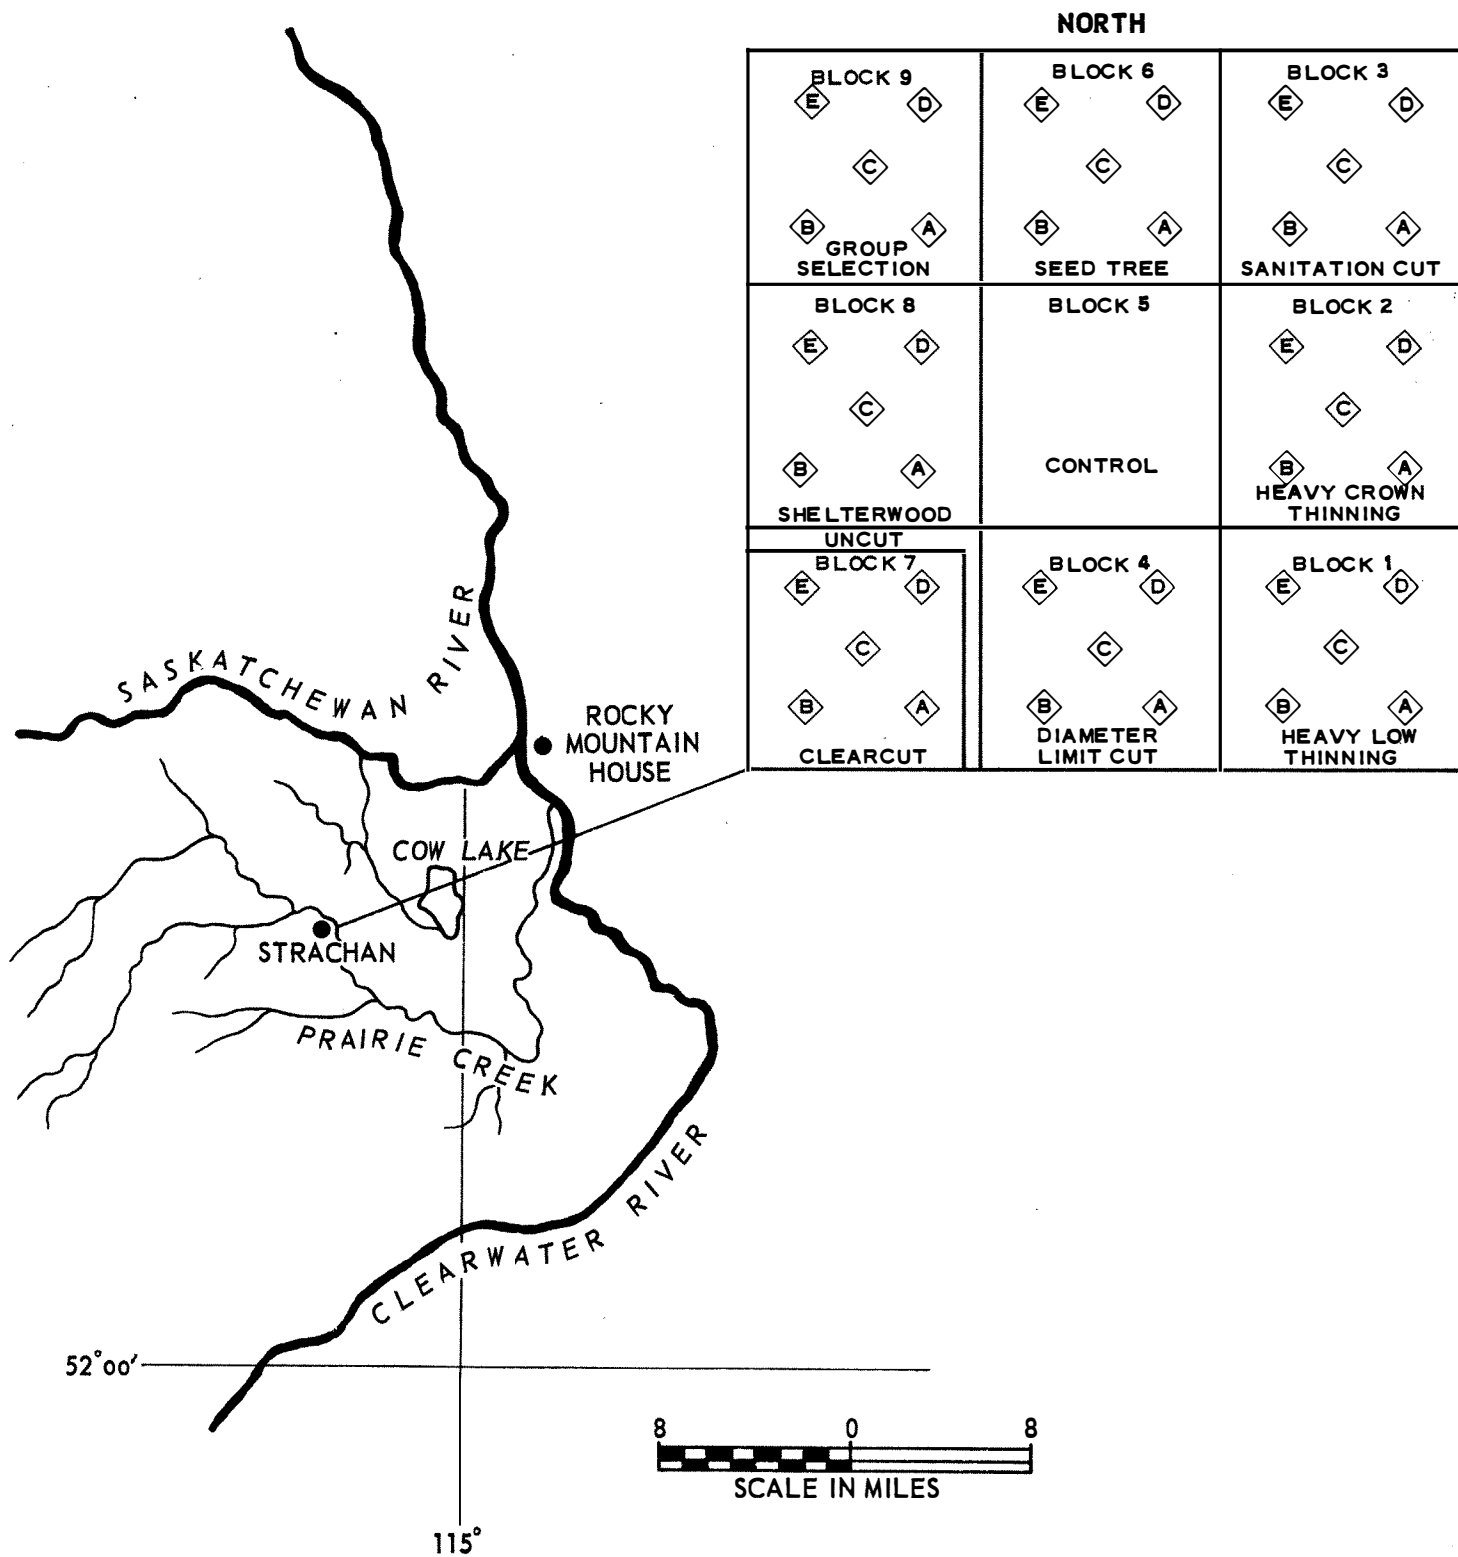 NORTH
BLOCK 9
E D
C
B A
GROUP
SELECTION
BLOCK 6
E D
C
B A
SEED TREE
BLOCK 3
E D
C
B A
SANITATION CUT
BLOCK 8
E D
C
B A
SHELTERWOOD
BLOCK 5
CONTROL
BLOCK 2
E D
C
B A
HEAVY CROWN
THINNING
UNCUT
BLOCK 7
E D
C
B A
CLEARCUT
BLOCK 4
E D
C
B A
DIAMETER
LIMIT CUT
BLOCK 1
E D
C
B A
HEAVY LOW
THINNING
SASKATCHEWAN RIVER
ROCKY
MOUNTAIN
HOUSE
COW LAKE
STRACHAN
PRAIRIE CREEK
CLEARWATER RIVER
52°00'
115°
8 0 8
SCALE IN MILES